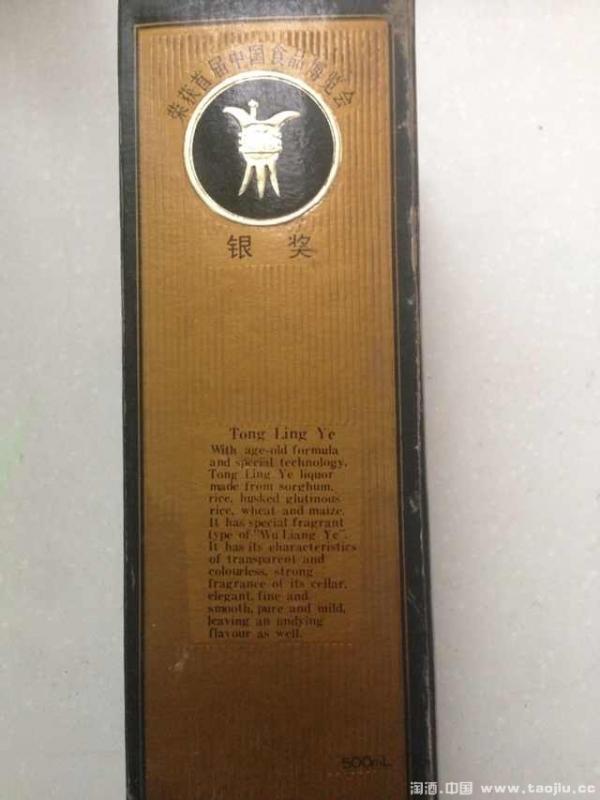 荣获首届中国食品博览会
银奖
Tong Ling Ye
With age-old formula
and special technology,
Tong Ling Ye liquor
made from sorghum,
rice, husked glutinous
rice, wheat and maize.
It has special fragrant
type of "Wu Liang Ye".
It has its characteristics
of transparent and
colourless, strong
fragrance of its cellar,
elegant, fine and
smooth, pure and mild,
leaving an undying
flavour as well.
500mL
淘酒.中国 www.taojiu.cc